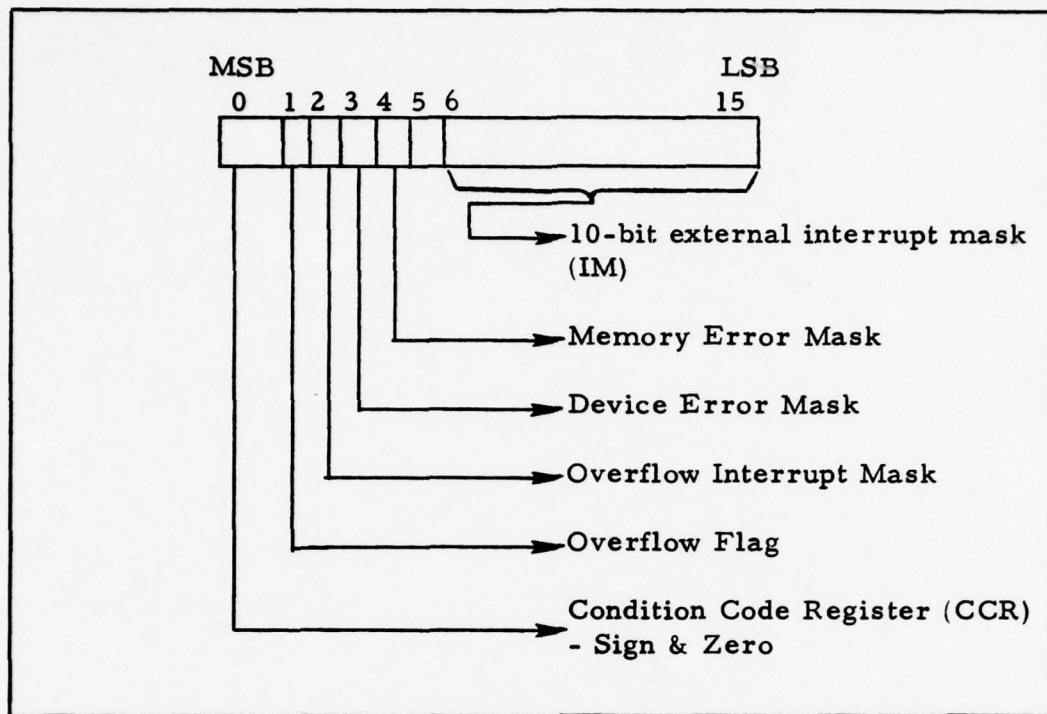 MSB LSB
0 1 2 3 4 5 6 15
10-bit external interrupt mask
(IM)
Memory Error Mask
Device Error Mask
Overflow Interrupt Mask
Overflow Flag
Condition Code Register (CCR)
- Sign & Zero